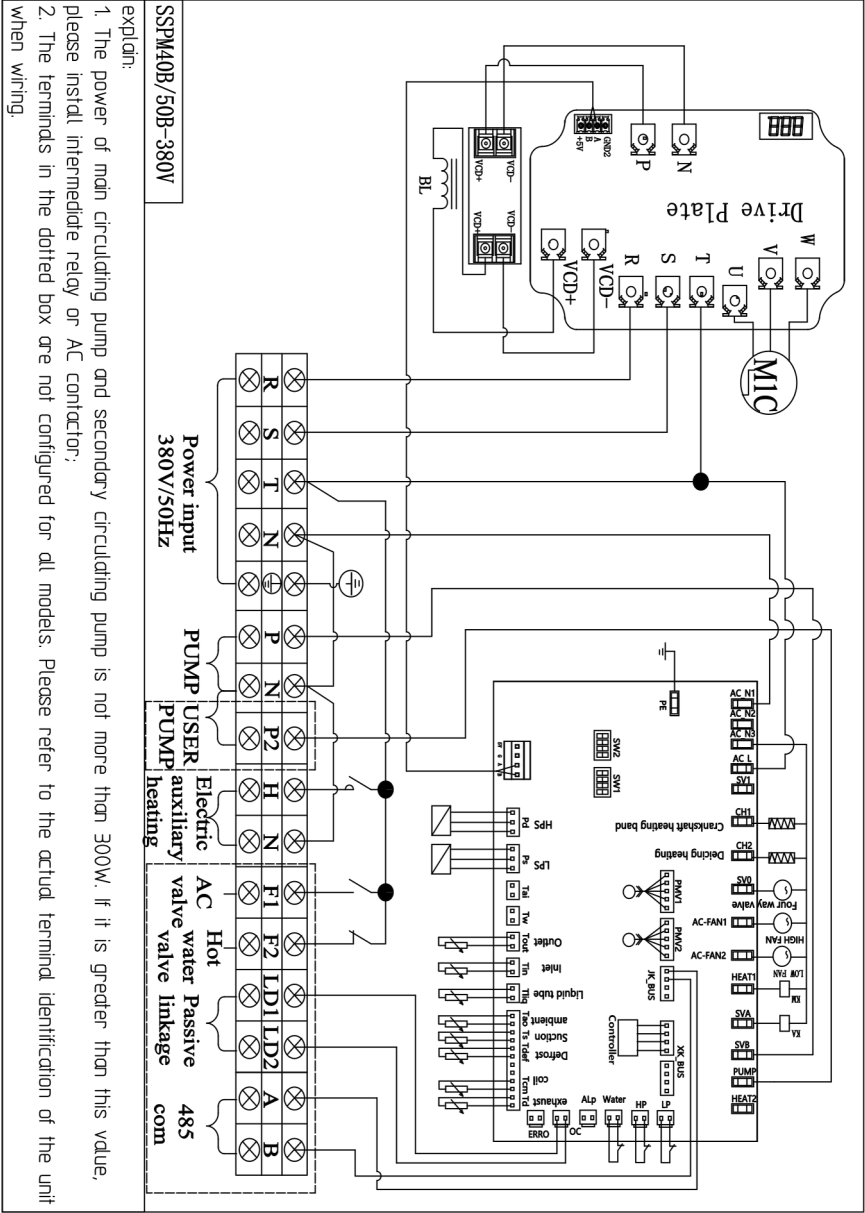 SSPM40B/50B-380V
explain:
1. The power of main circulating pump and secondary circulating pump is not more than 300W. If it is greater than this value,
please install intermediate relay or AC contactor;
2. The terminals in the dotted box are not configured for all models. Please refer to the actual terminal identification of the unit
when wiring.
Drive Plate
GND2
A
B
+5V
N
P
W
V
U
T
S
R
VCD-
VCD+
VCD-
VCD+
VCD-
VCD+
BL
M1C
R
S
T
N
P
N
P2
H
N
F1
F2
LD1
LD2
A
B
Power input
380V/50Hz
PUMP
USER
PUMP
Electric
auxiliary
heating
AC
valve
Hot
water
valve
Passive
linkage
485
com
PE
AC N1
AC N2
AC N3
AC L
SV1
CH1
Crankshaft heating band
CH2
Deicing heating
SV0
Four way valve
AC-FAN1
HIGH FAN
AC-FAN2
LOW FAN
HEAT1
KM
SVA
KA
SVB
PUMP
HEAT2
SW2
SW1
PMV1
PMV2
JK_BUS
XK_BUS
Controller
Pd
HPS
Ps
LPS
Tai
Tw
Tout
Outlet
Tin
Inlet
Tliq
Liquid tube
Tao
ambient
Ts
Suction
Tdef
Defrost
Tcm
coil
Td
exhaust
ERRO
OC
ALp
Water
HP
LP